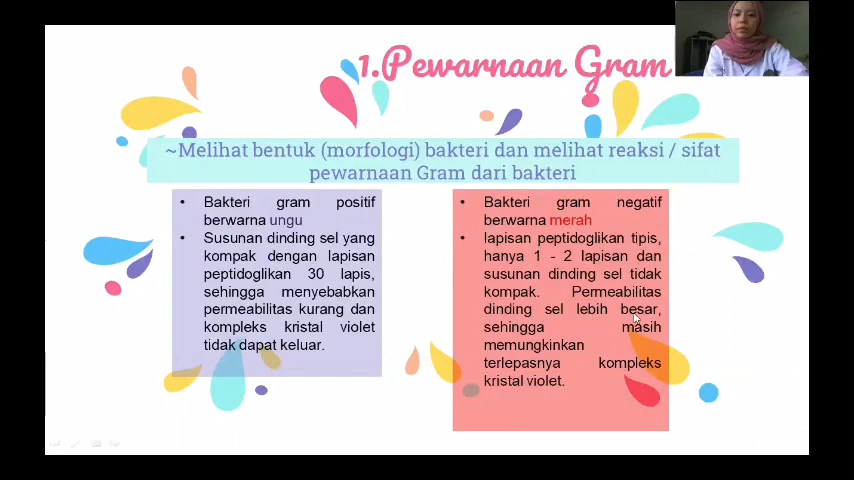 1.Pewarnaan Gram
~Melihat bentuk (morfologi) bakteri dan melihat reaksi / sifat
pewarnaan Gram dari bakteri
• Bakteri gram positif
berwarna ungu
• Susunan dinding sel yang
kompak dengan lapisan
peptidoglikan 30 lapis,
sehingga menyebabkan
permeabilitas kurang dan
kompleks kristal violet
tidak dapat keluar.
• Bakteri gram negatif
berwarna merah
• lapisan peptidoglikan tipis,
hanya 1 - 2 lapisan dan
susunan dinding sel tidak
kompak. Permeabilitas
dinding sel lebih besar,
sehingga masih
memungkinkan
terlepasnya kompleks
kristal violet.